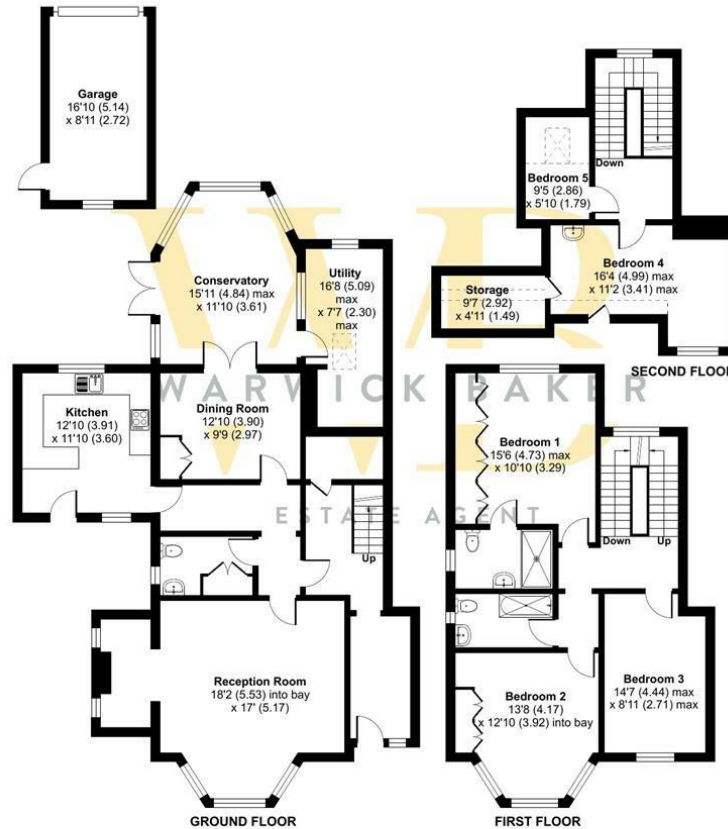 Garage
16'10 (5.14)
x 8'11 (2.72)
Conservatory
15'11 (4.84) max
x 11'10 (3.61)
Utility
16'8 (5.09)
max
x 7'7 (2.30)
max
Kitchen
12'10 (3.91)
x 11'10 (3.60)
Dining Room
12'10 (3.90)
x 9'9 (2.97)
Up
Reception Room
18'2 (5.53) into bay
x 17' (5.17)
GROUND FLOOR
Down
Bedroom 5
9'5 (2.86)
x 5'10 (1.79)
Bedroom 4
16'4 (4.99) max
x 11'2 (3.41) max
Storage
9'7 (2.92)
x 4'11 (1.49)
SECOND FLOOR
Bedroom 1
15'6 (4.73) max
x 10'10 (3.29)
Down
Up
Bedroom 2
13'8 (4.17)
x 12'10 (3.92) into bay
Bedroom 3
14'7 (4.44) max
x 8'11 (2.71) max
FIRST FLOOR
WB
WARWICK BAKER
ESTATE AGENT